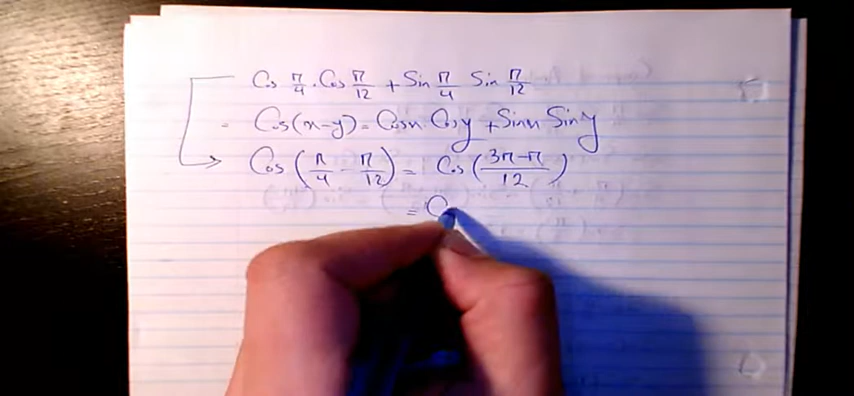 Cos π/4 . Cos π/12 + Sin π/4 Sin π/12
= Cos(x-y) = Cosx Cosy + Sinx Siny
Cos (π/4 - π/12) = Cos (3π-π/12)
= C